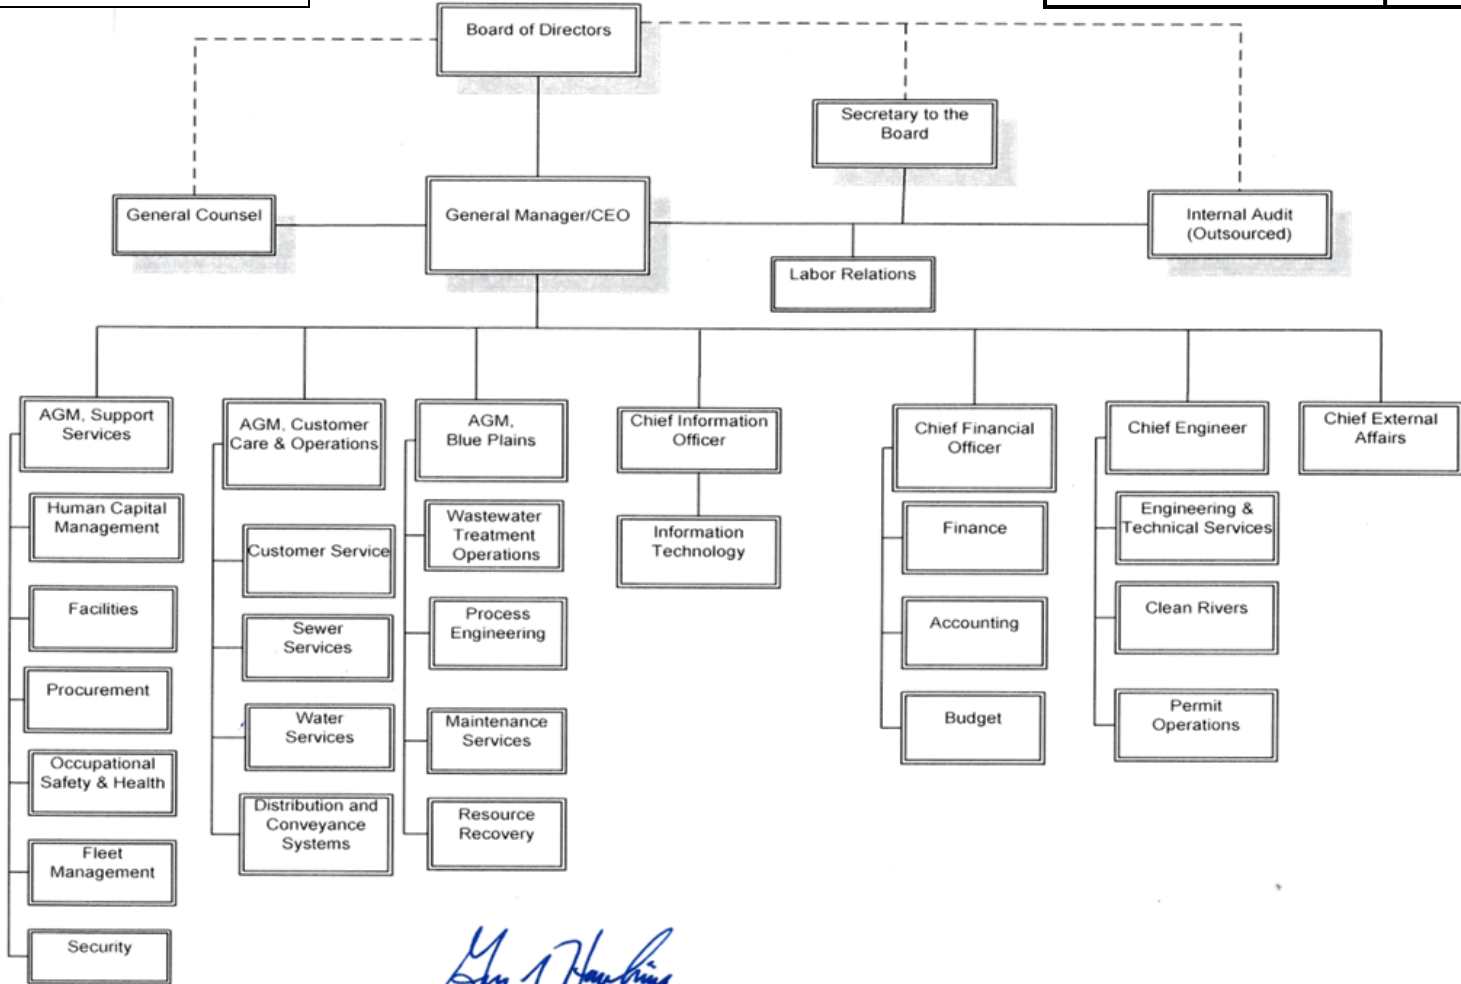 Board of Directors
Secretary to the
Board
General Counsel
General Manager/CEO
Internal Audit
(Outsourced)
Labor Relations
AGM, Support
Services
AGM, Customer
Care & Operations
AGM,
Blue Plains
Chief Information
Officer
Chief Financial
Officer
Chief Engineer
Chief External
Affairs
Human Capital
Management
Facilities
Procurement
Occupational
Safety & Health
Fleet
Management
Security
Customer Service
Sewer
Services
Water
Services
Distribution and
Conveyance
Systems
Wastewater
Treatment
Operations
Process
Engineering
Maintenance
Services
Resource
Recovery
Information
Technology
Finance
Accounting
Budget
Engineering &
Technical Services
Clean Rivers
Permit
Operations